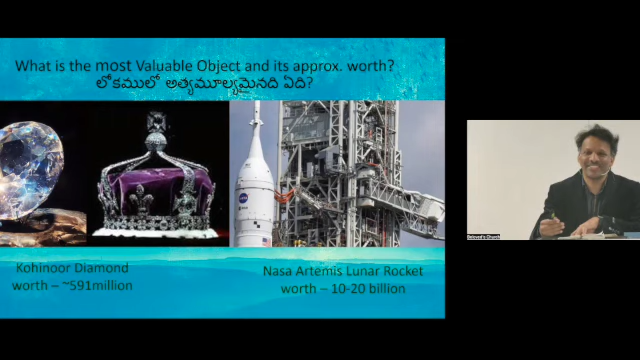 What is the most Valuable Object and its approx. worth?
లోకములో అత్యమూల్యమైనది ఏది?
NASA
Kohinoor Diamond
worth – ~591million
Nasa Artemis Lunar Rocket
worth – 10-20 billion